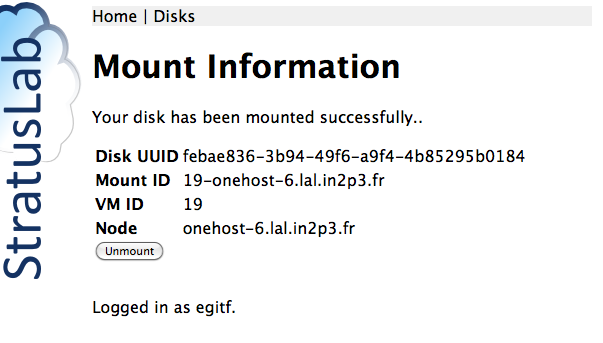 StratusLab
Home | Disks
Mount Information
Your disk has been mounted successfully..
Disk UUID febae836-3b94-49f6-a9f4-4b85295b0184
Mount ID 19-onehost-6.lal.in2p3.fr
VM ID 19
Node onehost-6.lal.in2p3.fr
Unmount
Logged in as egitf.